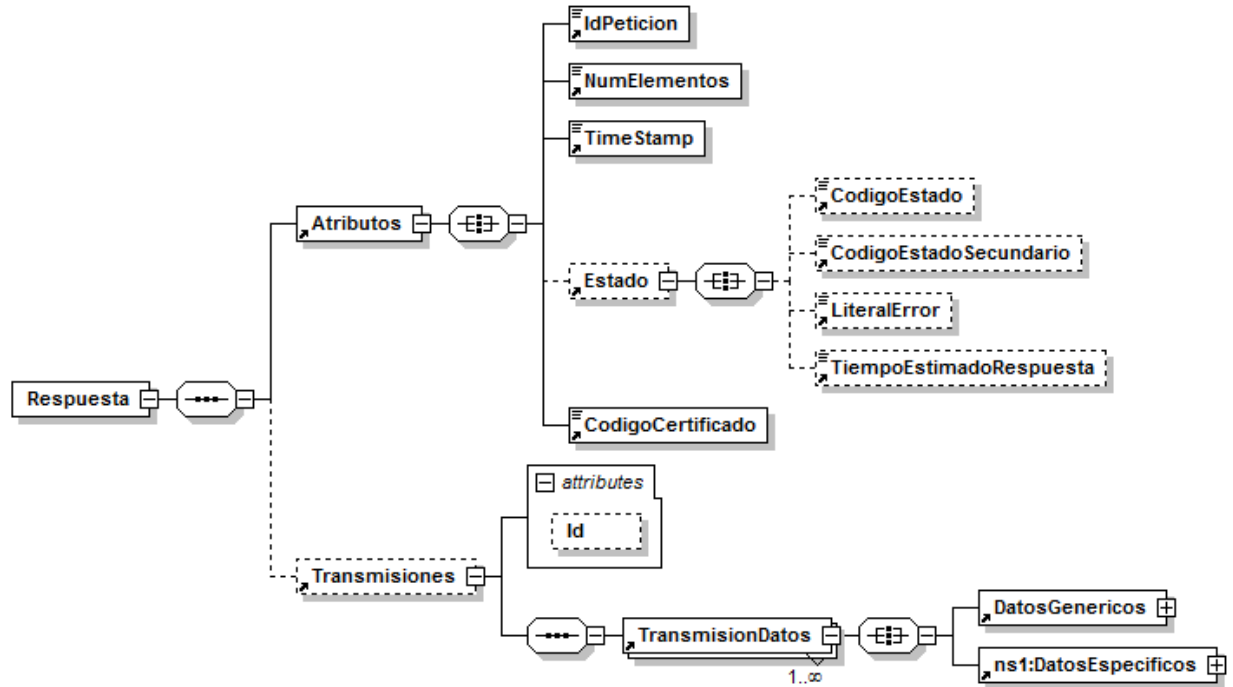 IdPeticion
NumElementos
TimeStamp
CodigoEstado
Atributos
CodigoEstadoSecundario
Estado
LiteralError
TiempoEstimadoRespuesta
Respuesta
CodigoCertificado
attributes
Id
Transmisiones
DatosGenericos
TransmisionDatos
1..∞
ns1:DatosEspecificos